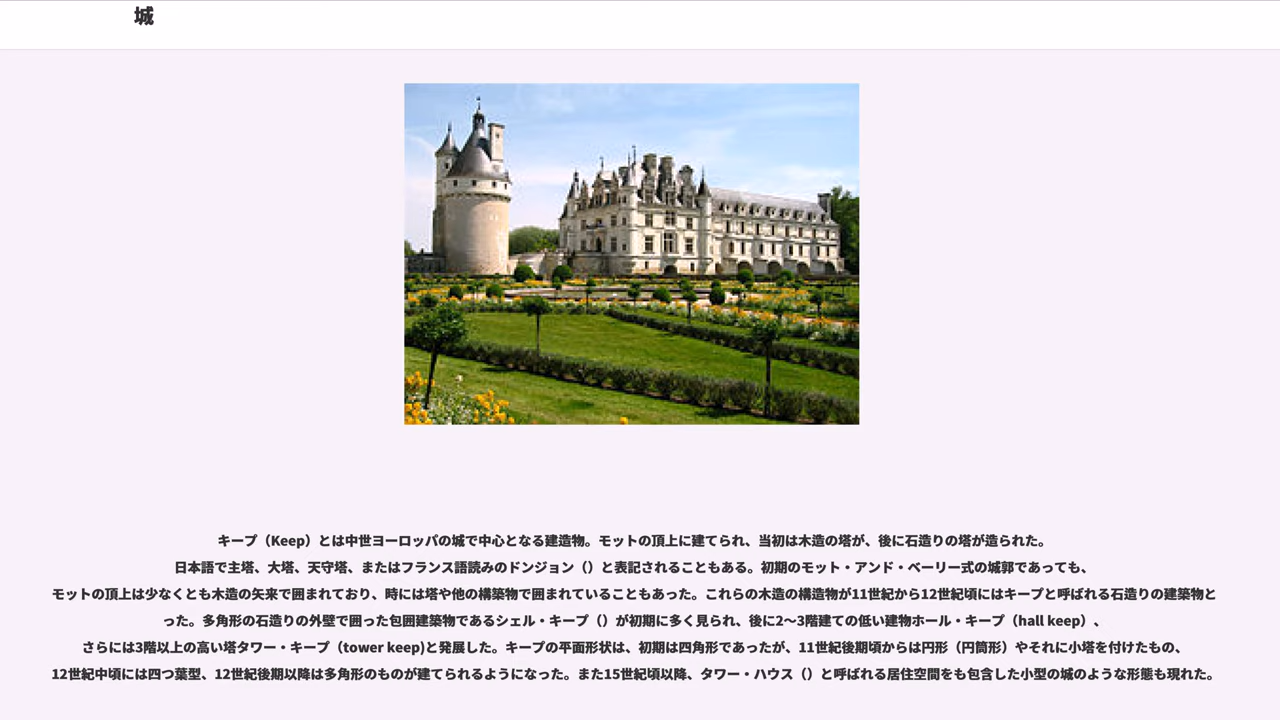 城
キープ（Keep）とは中世ヨーロッパの城で中心となる建造物。モットの頂上に建てられ、当初は木造の塔が、後に石造りの塔が造られた。
日本語で主塔、大塔、天守塔、またはフランス語読みのドンジョン（）と表記されることもある。初期のモット・アンド・ベーリー式の城郭であっても、
モットの頂上は少なくとも木造の矢来で囲まれており、時には塔や他の構築物で囲まれていることもあった。これらの木造の構造物が11世紀から12世紀頃にはキープと呼ばれる石造りの建築物と
った。多角形の石造りの外壁で囲った包囲建築物であるシェル・キープ（）が初期に多く見られ、後に2〜3階建ての低い建物ホール・キープ（hall keep）、
さらには3階以上の高い塔タワー・キープ（tower keep)と発展した。キープの平面形状は、初期は四角形であったが、11世紀後期頃からは円形（円筒形）やそれに小塔を付けたもの、
12世紀中頃には四つ葉型、12世紀後期以降は多角形のものが建てられるようになった。また15世紀頃以降、タワー・ハウス（）と呼ばれる居住空間をも包含した小型の城のような形態も現れた。